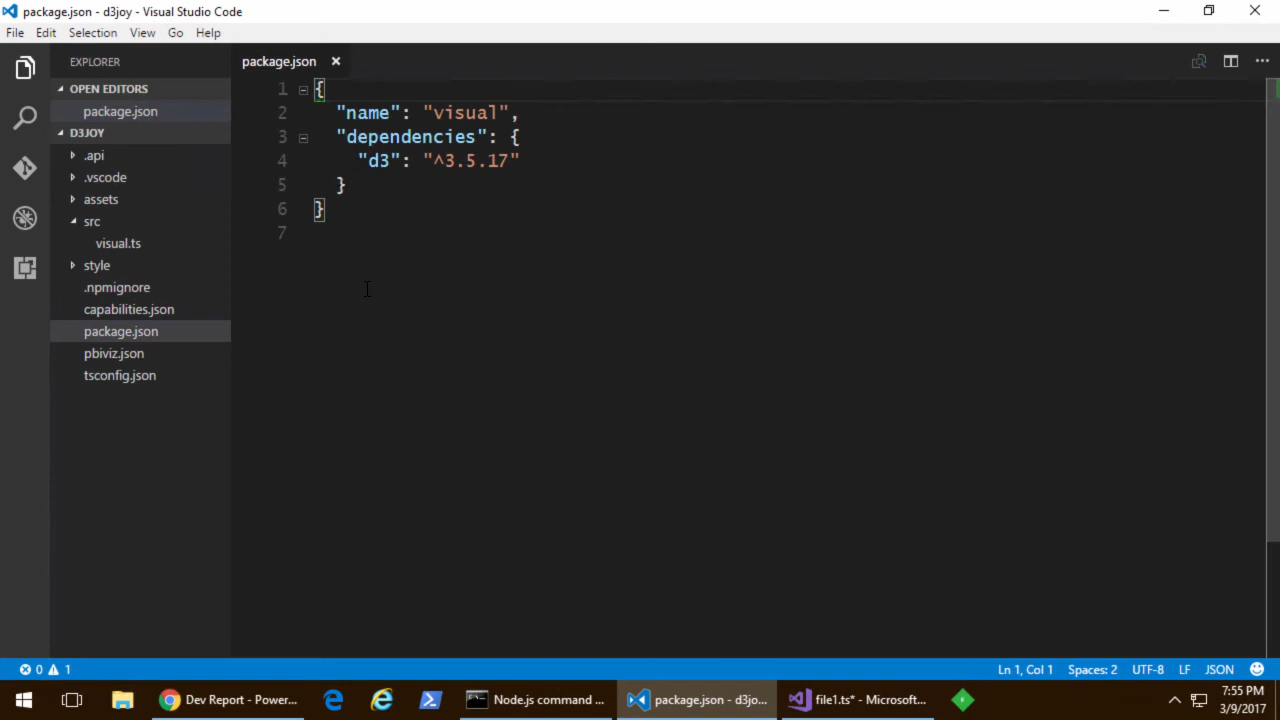 package.json - d3joy - Visual Studio Code
File Edit Selection View Go Help
EXPLORER
OPEN EDITORS
package.json
D3JOY
.api
.vscode
assets
src
visual.ts
style
.npmignore
capabilities.json
package.json
pbiviz.json
tsconfig.json
package.json
1 {
2 "name": "visual",
3 "dependencies": {
4 "d3": "^3.5.17"
5 }
6 }
7
0 1
Ln 1, Col 1 Spaces: 2 UTF-8 LF JSON
Dev Report - Power...
Node.js command ...
package.json - d3jo...
file1.ts* - Microsoft...
7:55 PM
3/9/2017